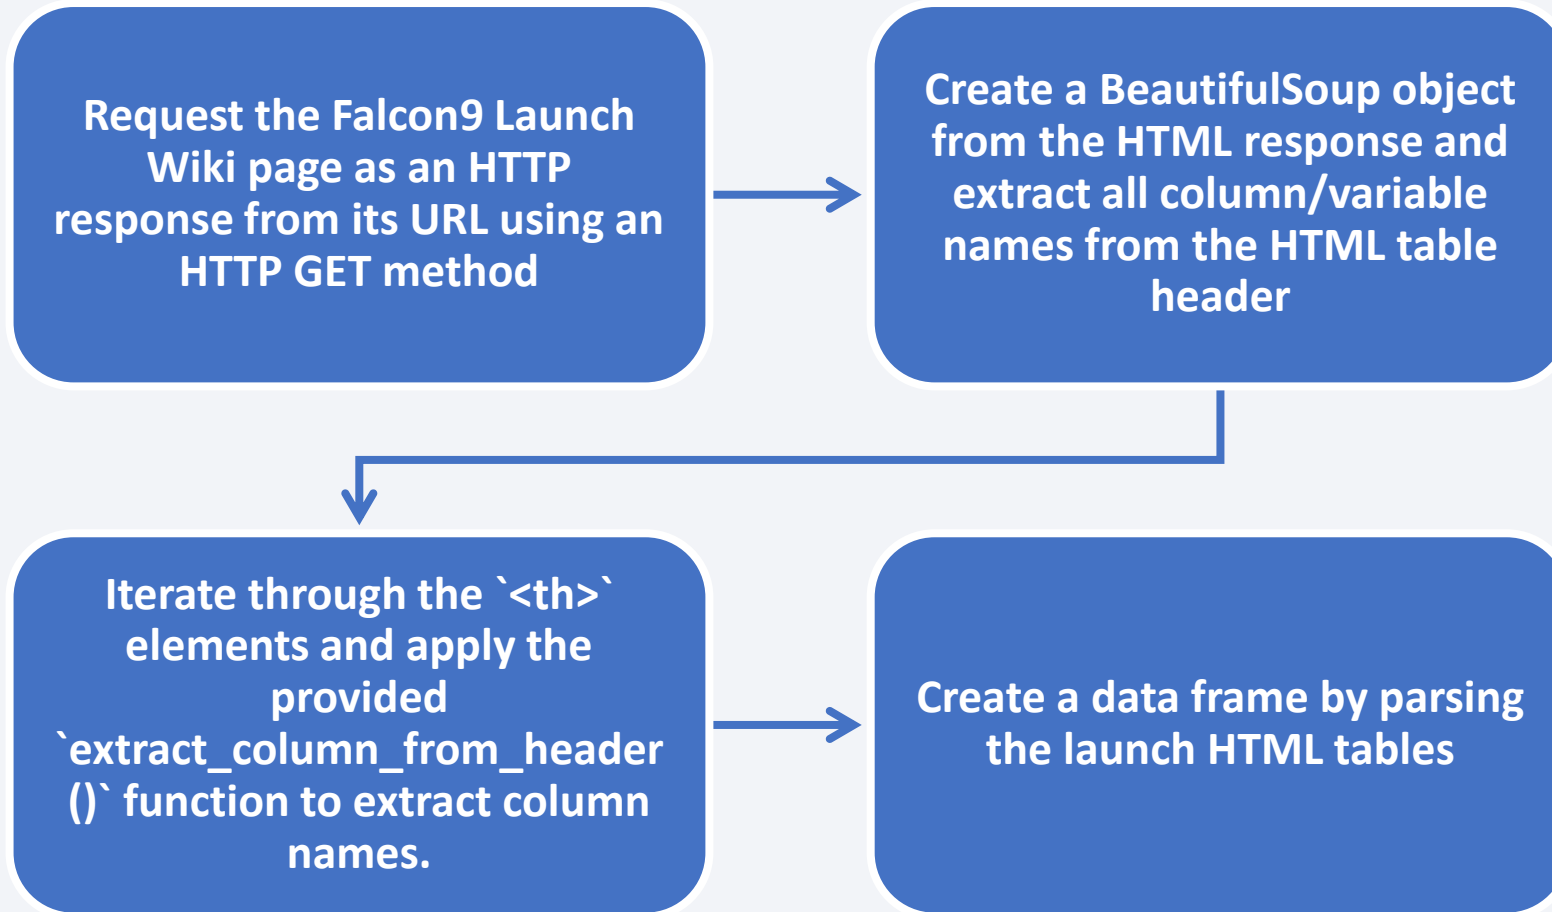 Request the Falcon9 Launch
Wiki page as an HTTP
response from its URL using an
HTTP GET method
Create a BeautifulSoup object
from the HTML response and
extract all column/variable
names from the HTML table
header
Iterate through the `<th>`
elements and apply the
provided
`extract_column_from_header
()` function to extract column
names.
Create a data frame by parsing
the launch HTML tables